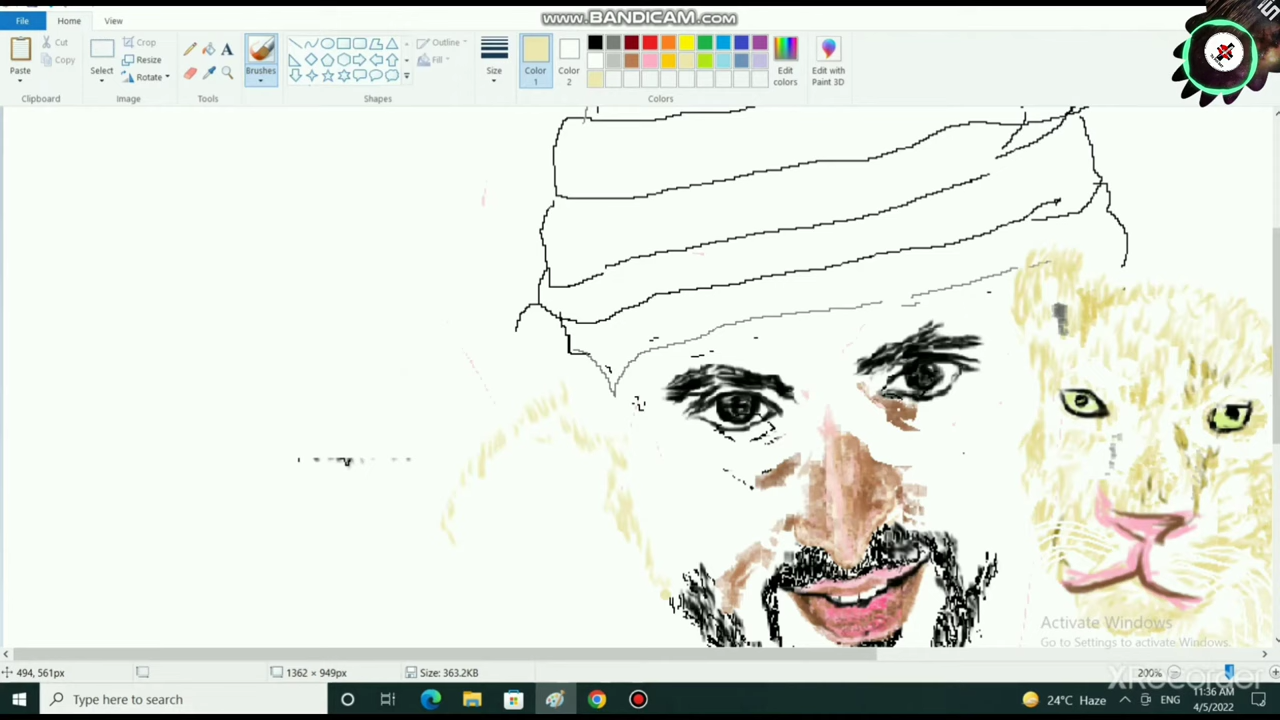 www.BANDICAM.com
File Home View
Cut
Copy
Paste
Clipboard
Select
Crop
Resize
Rotate
Image
Tools
Brushes
Shapes
Outline
Fill
Size
Color 1
Color 2
Colors
Edit colors
Edit with Paint 3D
Activate Windows
Go to Settings to activate Windows.
494, 561px
1362 × 949px
Size: 363.2KB
200%
XRecorder
Type here to search
24°C Haze
ENG
11:36 AM
4/5/2022